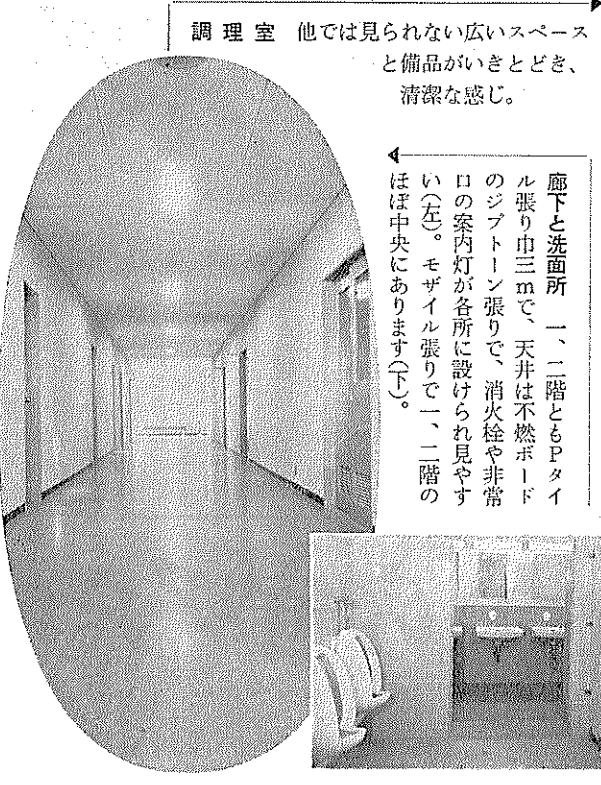 調理室 他では見られない広いスペース
と備品がいきとどき、
清潔な感じ。
廊下と洗面所 一、二階ともPタイ
ル張り巾三mで、天井は不燃ボード
のジプトーン張りで、消火栓や非常
口の案内灯が各所に設けられ見やす
い(左)。モザイル張りで一、二階の
ほぼ中央にあります(下)。